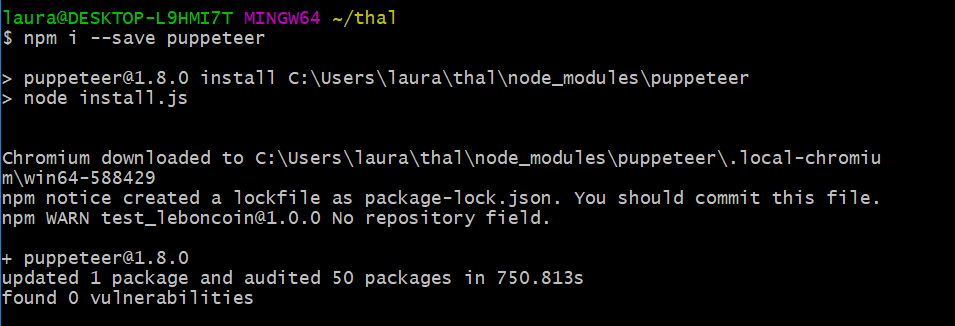 laura@DESKTOP-L9HMI7T MINGW64 ~/thal
$ npm i --save puppeteer
> puppeteer@1.8.0 install C:\Users\laura\thal\node_modules\puppeteer
> node install.js
Chromium downloaded to C:\Users\laura\thal\node_modules\puppeteer\.local-chromiu
m\win64-588429
npm notice created a lockfile as package-lock.json. You should commit this file.
npm WARN test_leboncoin@1.0.0 No repository field.
+ puppeteer@1.8.0
updated 1 package and audited 50 packages in 750.813s
found 0 vulnerabilities